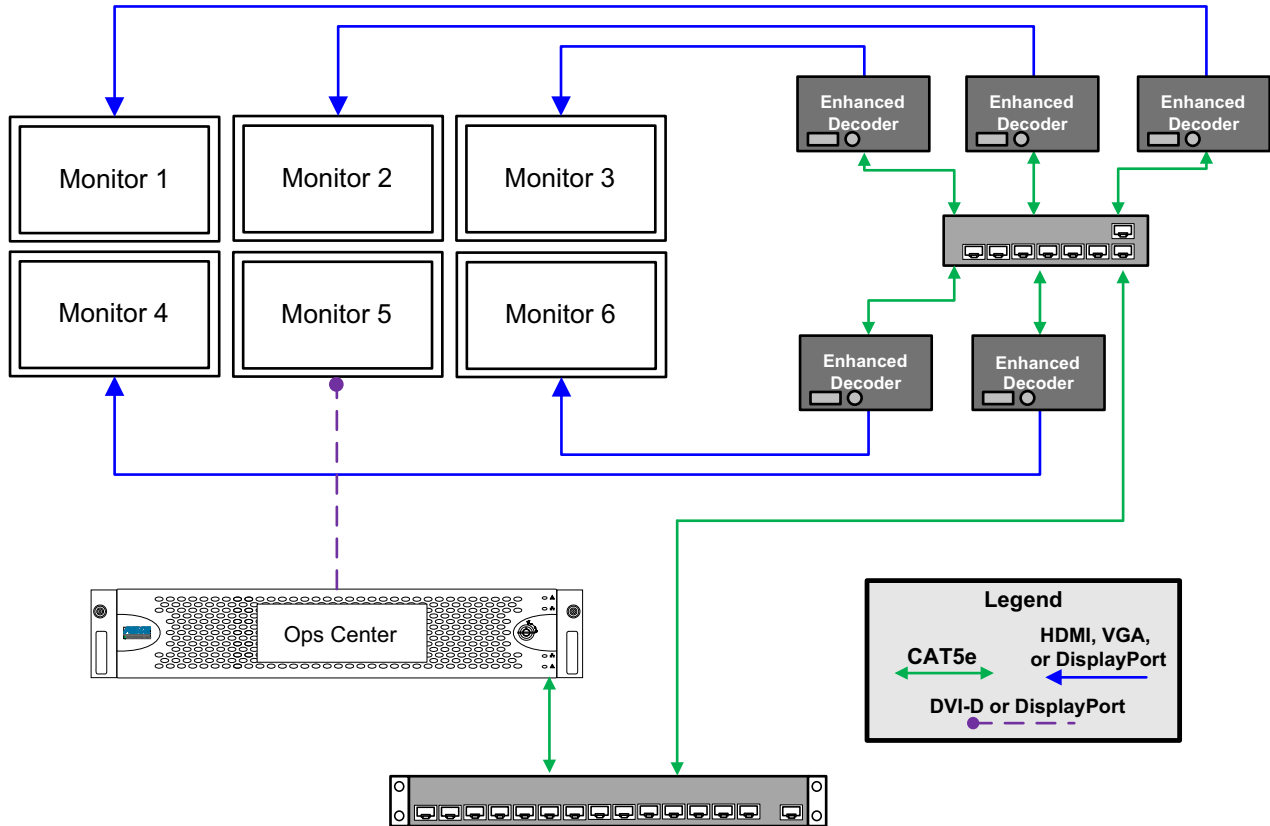 Enhanced
Decoder
Enhanced
Decoder
Enhanced
Decoder
Monitor 1
Monitor 2
Monitor 3
Monitor 4
Monitor 5
Monitor 6
Enhanced
Decoder
Enhanced
Decoder
Ops Center
Legend
CAT5e
HDMI, VGA,
or DisplayPort
DVI-D or DisplayPort